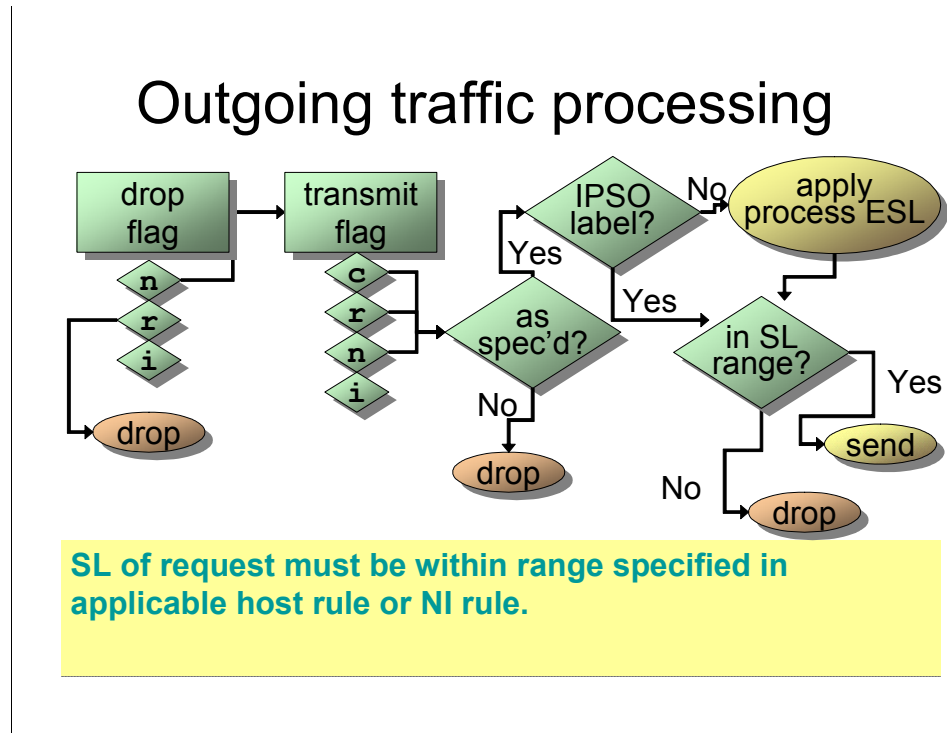 Outgoing traffic processing
drop
flag
n
r
i
drop
transmit
flag
c
r
n
i
as
spec'd?
Yes
No
drop
IPSO
label?
No
Yes
apply
process ESL
in SL
range?
Yes
send
No
drop
SL of request must be within range specified in
applicable host rule or NI rule.